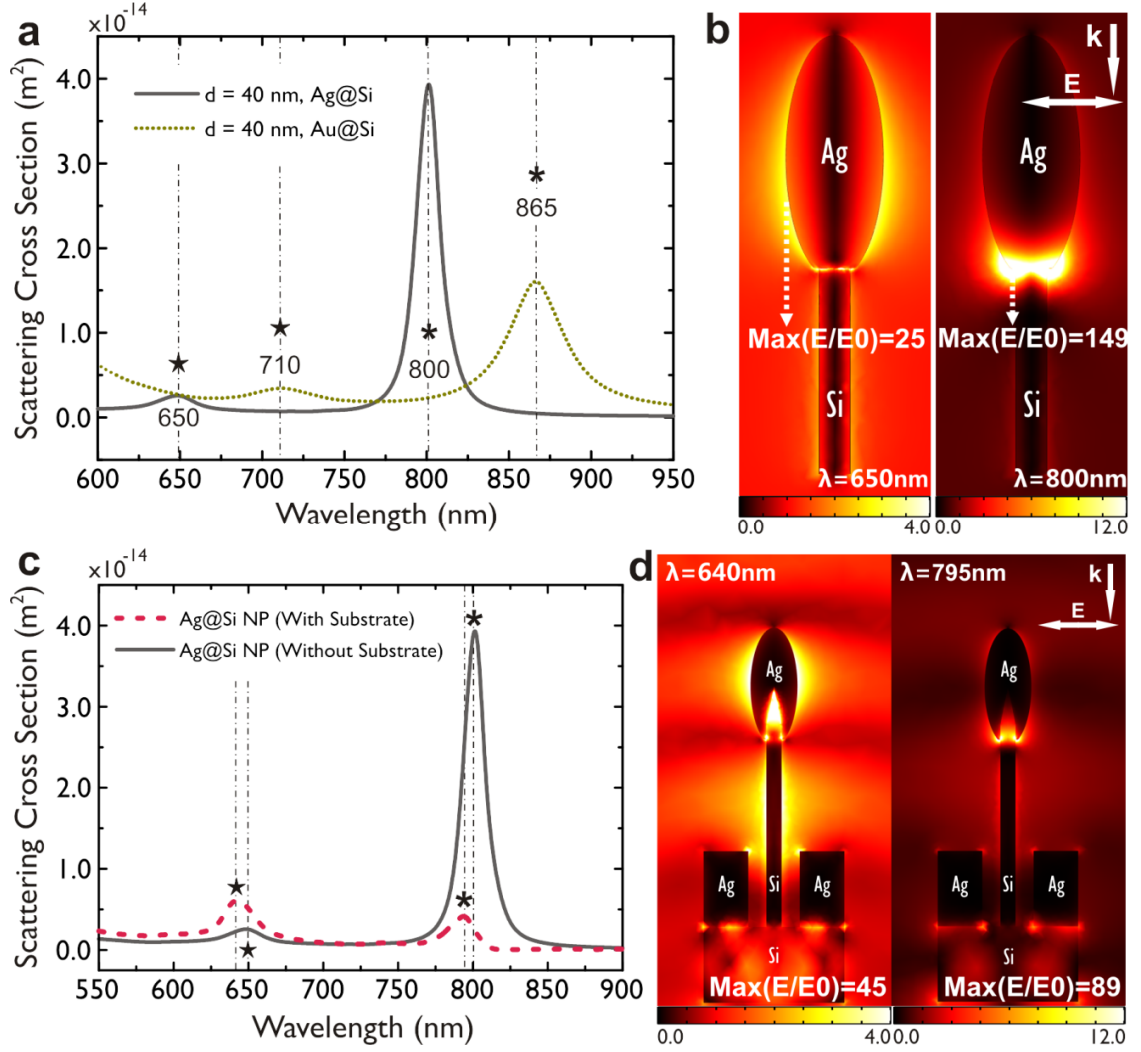 a
×10⁻¹⁴
Scattering Cross Section (m²)
4.0
3.0
2.0
1.0
0.0
d = 40 nm, Ag@Si
d = 40 nm, Au@Si
★
650
★
710
*
800
*
865
600 650 700 750 800 850 900 950
Wavelength (nm)
b
Ag
Max(E/E0)=25
Si
λ=650nm
0.0 4.0
k
E
Ag
Max(E/E0)=149
Si
λ=800nm
0.0 12.0
c
×10⁻¹⁴
Scattering Cross Section (m²)
4.0
3.0
2.0
1.0
0.0
Ag@Si NP (With Substrate)
Ag@Si NP (Without Substrate)
★
★
*
*
550 600 650 700 750 800 850 900
Wavelength (nm)
d
λ=640nm
Ag
Ag Si Ag
Si
Max(E/E0)=45
0.0 4.0
λ=795nm
k
E
Ag
Ag Si Ag
Si
Max(E/E0)=89
0.0 12.0